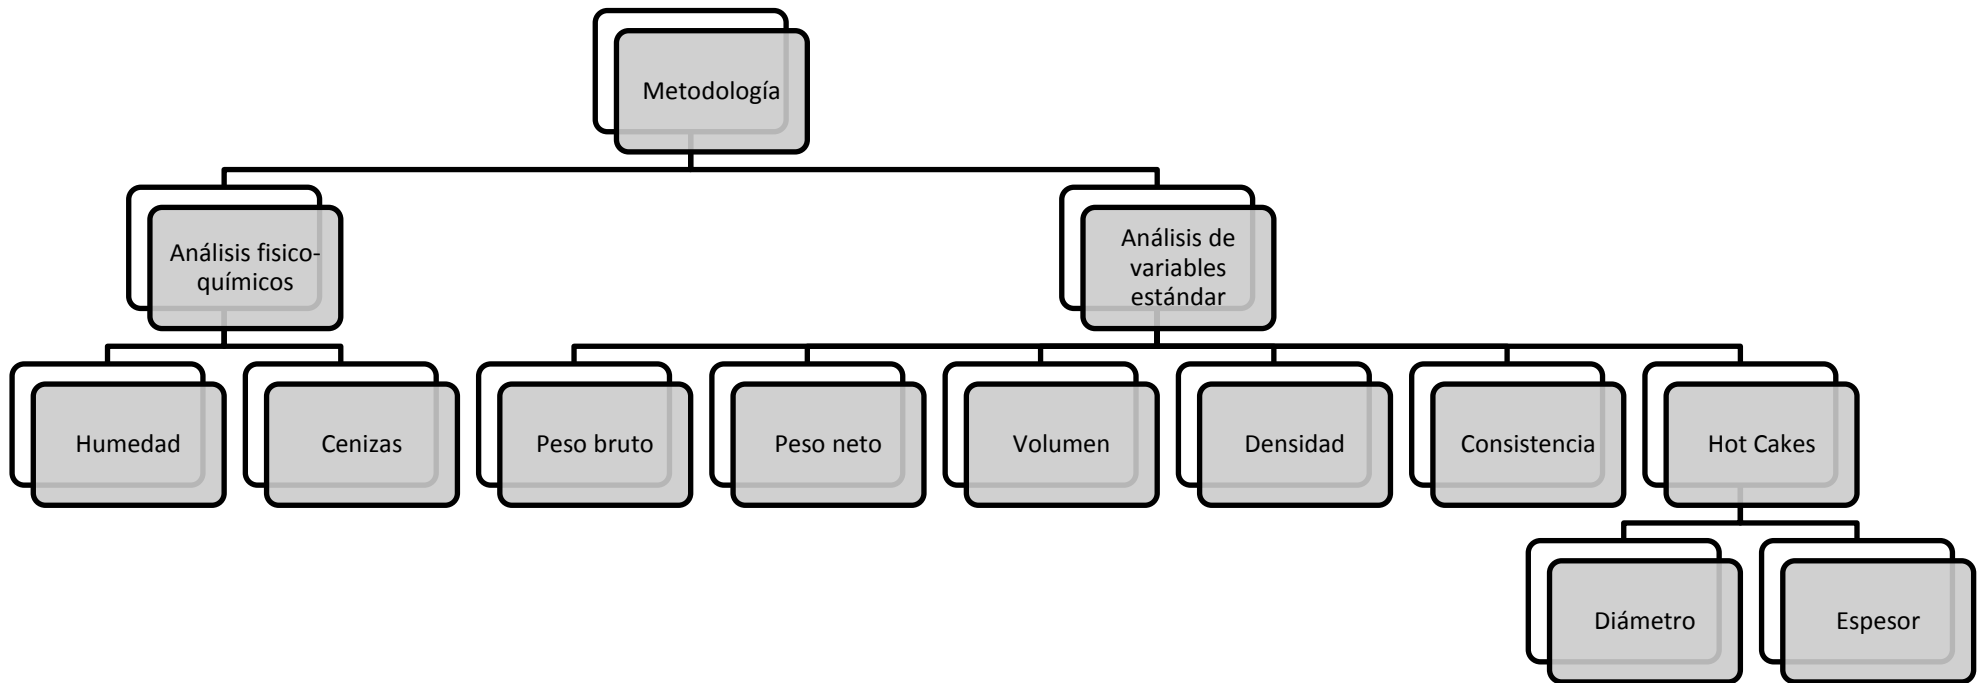 Metodología
Análisis fisico-
químicos
Análisis de
variables
estándar
Humedad
Cenizas
Peso bruto
Peso neto
Volumen
Densidad
Consistencia
Hot Cakes
Diámetro
Espesor